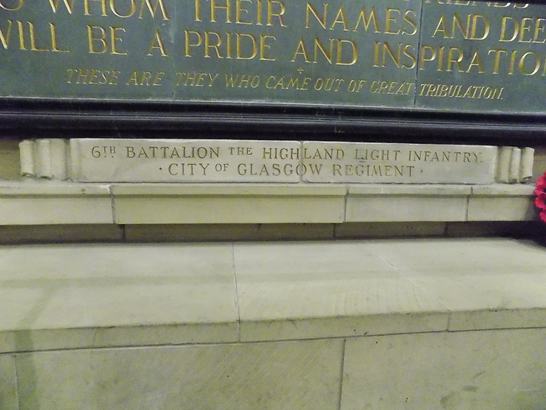 TO WHOM THEIR NAMES AND
WILL BE A PRIDE AND
THESE ARE THEY WHO CAME OUT OF GREAT TRIBULATION.
6TH BATTALION THE HIGHLAND LIGHT INFANTRY.
· CITY OF GLASGOW REGIMENT ·